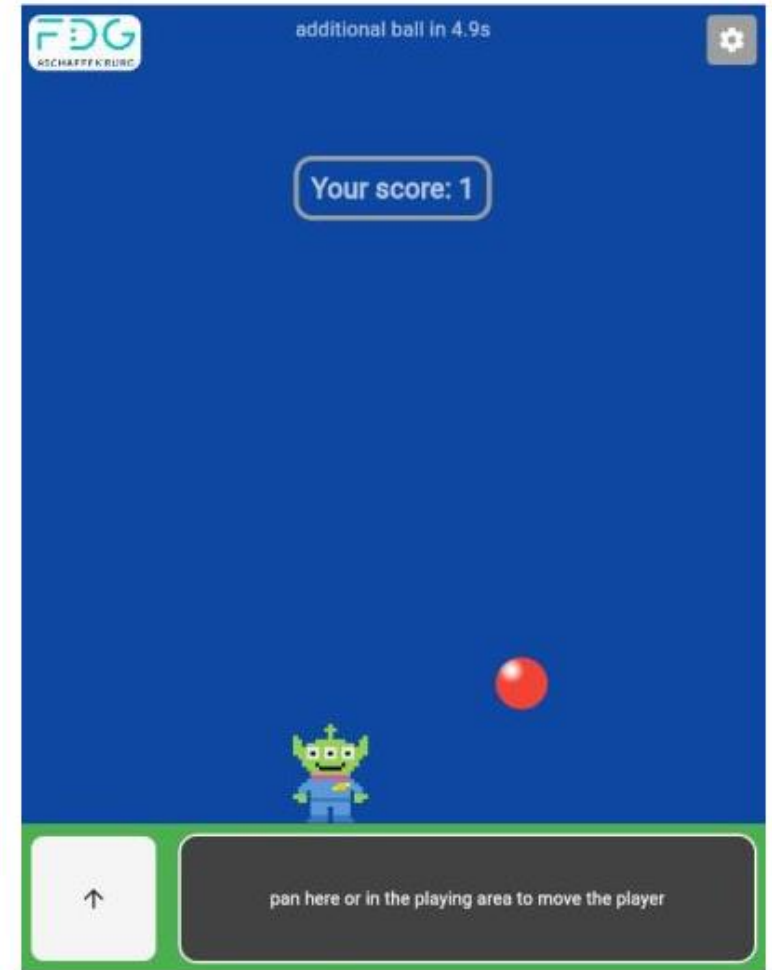 FDG
ASCHAFFENBURG
additional ball in 4.9s
Your score: 1
pan here or in the playing area to move the player